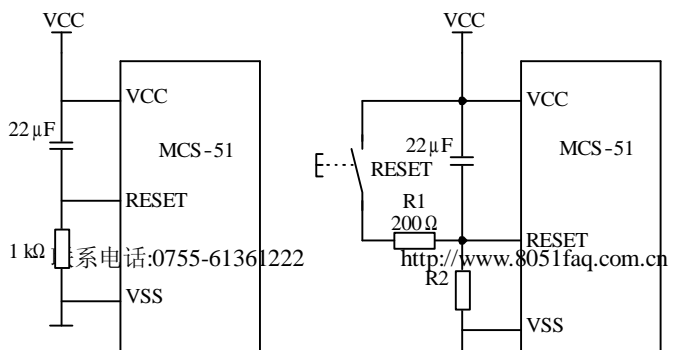 VCC
VCC
22μF
MCS-51
RESET
1 kΩ
VSS
VCC
VCC
22μF
MCS-51
RESET
R1
200Ω
RESET
R2
VSS
系电话:0755-61361222
http://www.8051faq.com.cn